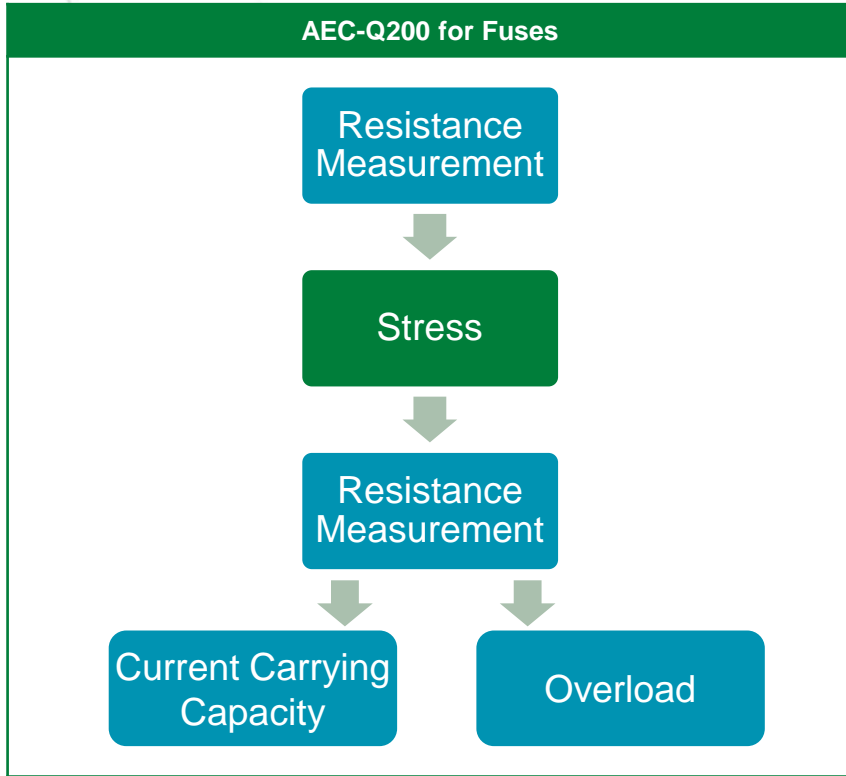 AEC-Q200 for Fuses
Resistance
Measurement
Stress
Resistance
Measurement
Current Carrying
Capacity
Overload